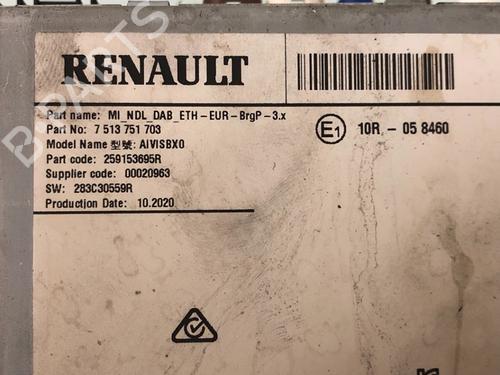 RENAULT
Part name: MI_NDL_DAB_ETH-EUR-BrgP-3.x
Part No: 7 513 751 703
Model Name 型號: AIVISBX0
Part code: 259153695R
Supplier code: 00020963
SW: 283C30559R
Production Date: 10.2020
E1 10R - 05 8460
B-PARTS